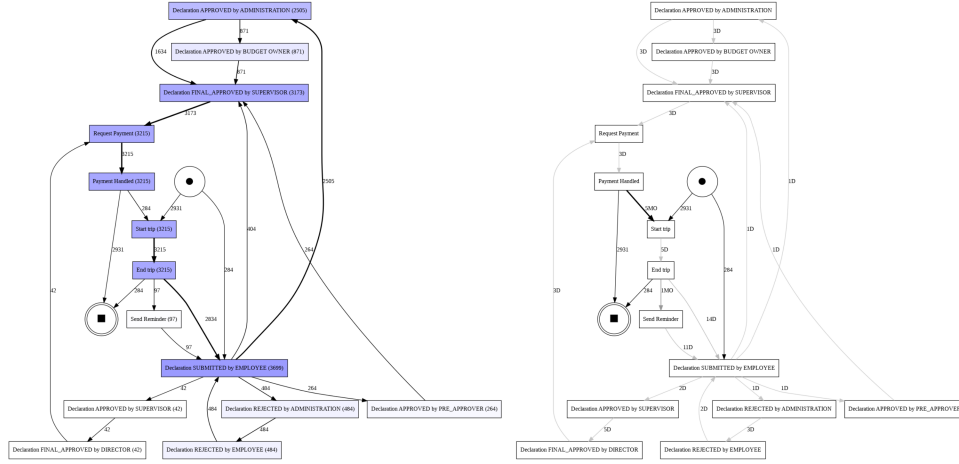 Declaration APPROVED by ADMINISTRATION (2505)
871
1634
Declaration APPROVED by BUDGET OWNER (871)
871
Declaration FINAL_APPROVED by SUPERVISOR (3173)
3173
Request Payment (3215)
3215
Payment Handled (3215)
284
2931
Start trip (3215)
2505
404
2931
3215
264
End trip (3215)
284
284
97
42
Send Reminder (97)
2834
97
Declaration SUBMITTED by EMPLOYEE (3699)
42
484
264
Declaration APPROVED by SUPERVISOR (42)
Declaration REJECTED by ADMINISTRATION (484)
Declaration APPROVED by PRE_APPROVER (264)
484
42
484
Declaration FINAL_APPROVED by DIRECTOR (42)
Declaration REJECTED by EMPLOYEE (484)
Declaration APPROVED by ADMINISTRATION
3D
3D
Declaration APPROVED by BUDGET OWNER
3D
Declaration FINAL_APPROVED by SUPERVISOR
3D
Request Payment
3D
Payment Handled
1D
5MO
2931
Start trip
1D
2931
5D
1D
End trip
284
284
1MO
3D
Send Reminder
14D
11D
Declaration SUBMITTED by EMPLOYEE
2D
1D
1D
Declaration APPROVED by SUPERVISOR
Declaration REJECTED by ADMINISTRATION
Declaration APPROVED by PRE_APPROVER
2D
5D
3D
Declaration FINAL_APPROVED by DIRECTOR
Declaration REJECTED by EMPLOYEE